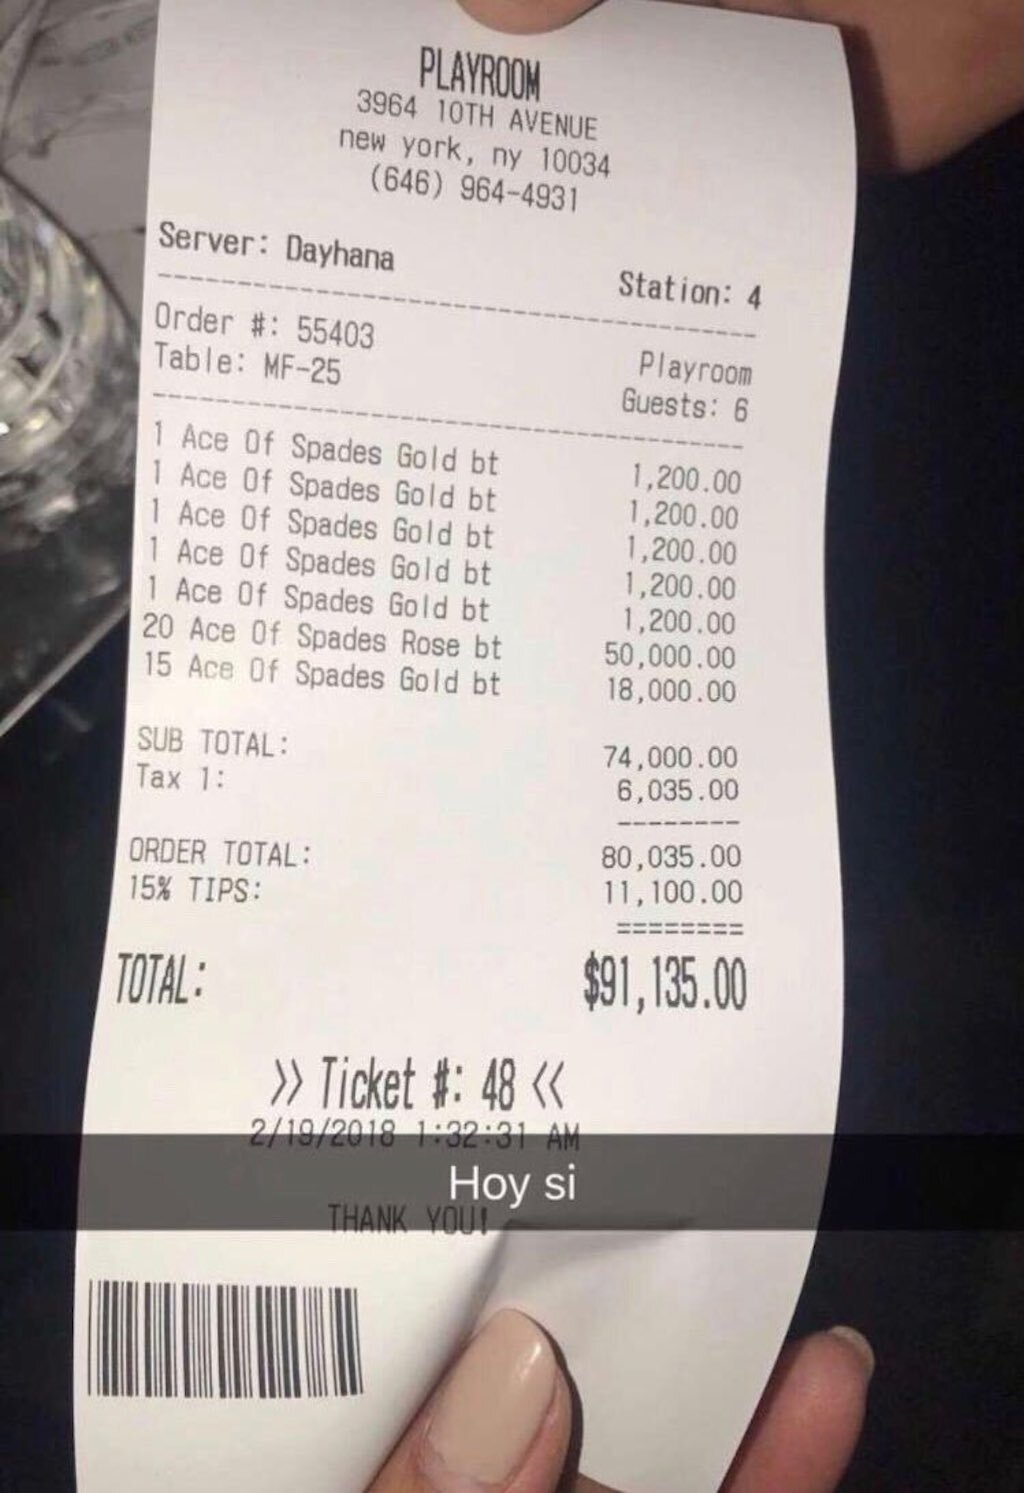 PLAYROOM
3964 10TH AVENUE
new york, ny 10034
(646) 964-4931
Server: Dayhana
Station: 4
Order #: 55403
Playroom
Table: MF-25
Guests: 6
1 Ace Of Spades Gold bt 1,200.00
1 Ace Of Spades Gold bt 1,200.00
1 Ace Of Spades Gold bt 1,200.00
1 Ace Of Spades Gold bt 1,200.00
1 Ace Of Spades Gold bt 1,200.00
20 Ace Of Spades Rose bt 50,000.00
15 Ace Of Spades Gold bt 18,000.00
SUB TOTAL: 74,000.00
Tax 1: 6,035.00
ORDER TOTAL: 80,035.00
15% TIPS: 11,100.00
TOTAL: $91,135.00
>> Ticket #: 48 <<
2/19/2018 1:32:31 AM
Hoy si
THANK YOU!